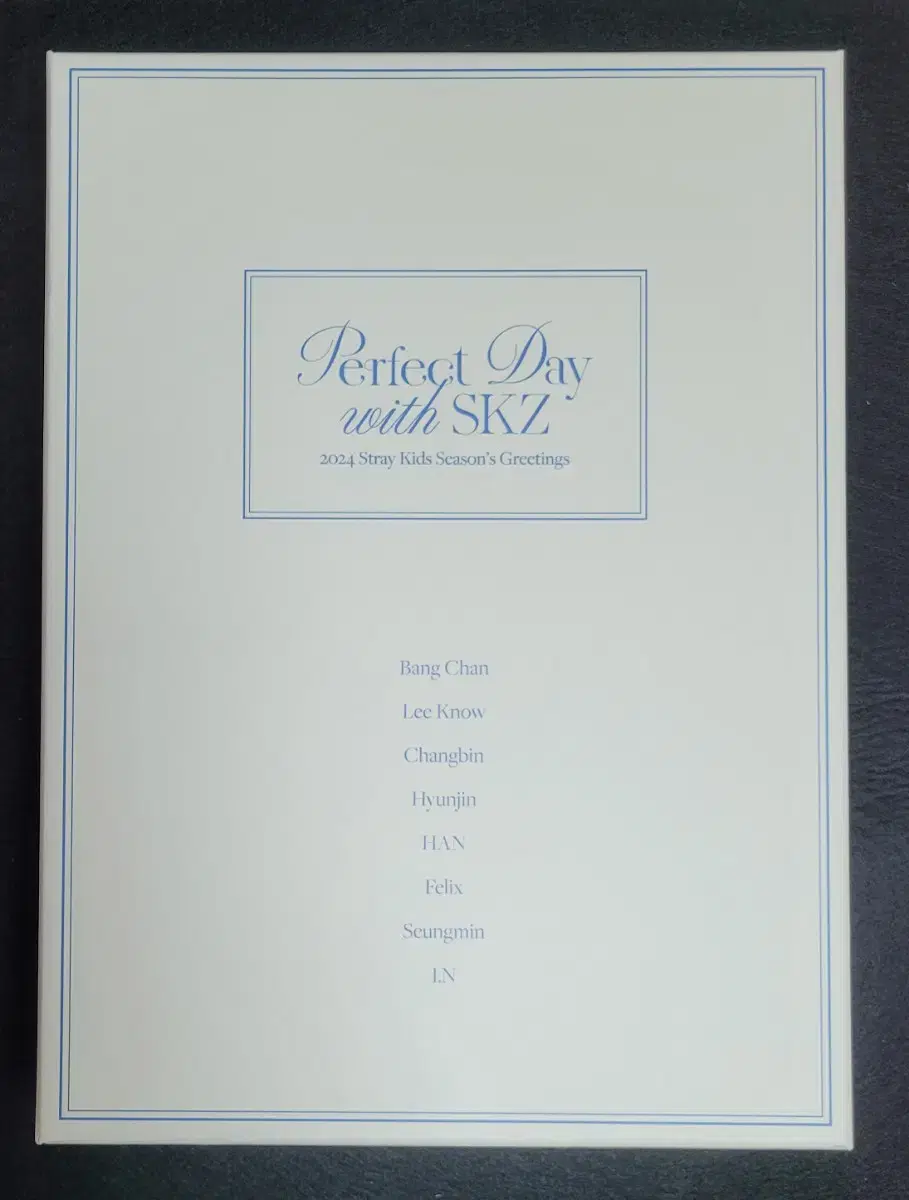 Perfect Day
with SKZ
2024 Stray Kids Season's Greetings
Bang Chan
Lee Know
Changbin
Hyunjin
HAN
Felix
Seungmin
I.N